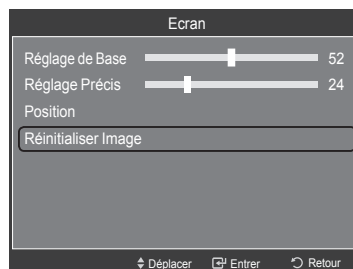 Ecran
Réglage de Base 52
Réglage Précis 24
Position
Réinitialiser Image
Déplacer Entrer Retour